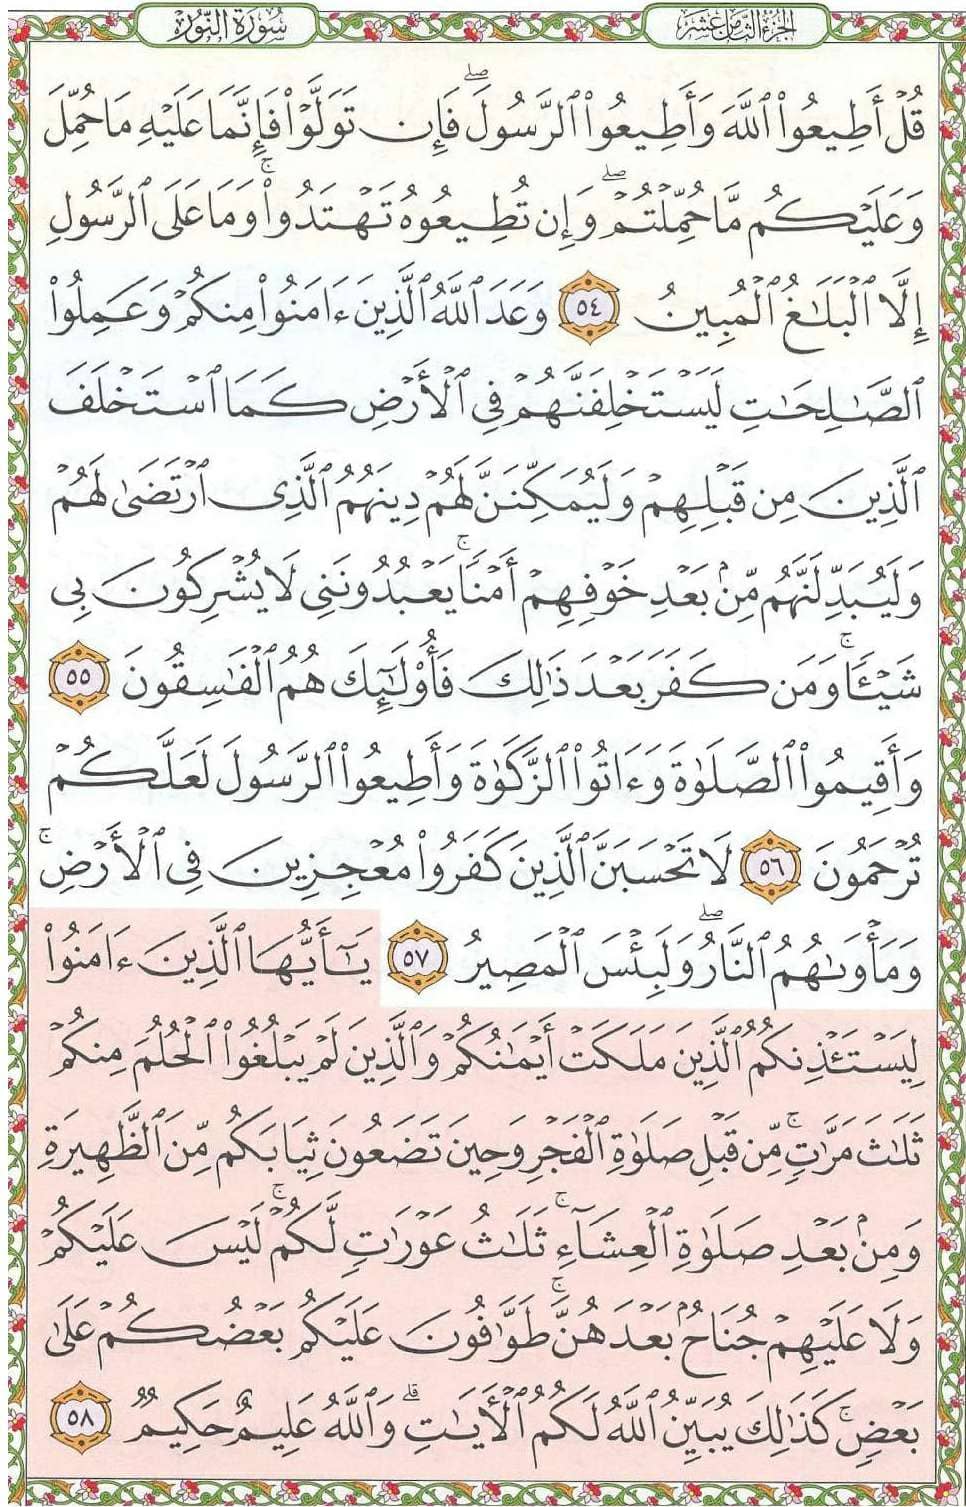 الجزء الثامن عشر
سورة النور
قُلْ أَطِيعُوا۟ ٱللَّهَ وَأَطِيعُوا۟ ٱلرَّسُولَ ۖ فَإِن تَوَلَّوْا۟ فَإِنَّمَا عَلَيْهِ مَا حُمِّلَ
وَعَلَيْكُم مَّا حُمِّلْتُمْ ۖ وَإِن تُطِيعُوهُ تَهْتَدُوا۟ ۚ وَمَا عَلَى ٱلرَّسُولِ
إِلَّا ٱلْبَلَـٰغُ ٱلْمُبِينُ ٥٤ وَعَدَ ٱللَّهُ ٱلَّذِينَ ءَامَنُوا۟ مِنكُمْ وَعَمِلُوا۟
ٱلصَّـٰلِحَـٰتِ لَيَسْتَخْلِفَنَّهُمْ فِى ٱلْأَرْضِ كَمَا ٱسْتَخْلَفَ
ٱلَّذِينَ مِن قَبْلِهِمْ وَلَيُمَكِّنَنَّ لَهُمْ دِينَهُمُ ٱلَّذِى ٱرْتَضَىٰ لَهُمْ
وَلَيُبَدِّلَنَّهُم مِّنۢ بَعْدِ خَوْفِهِمْ أَمْنًا ۚ يَعْبُدُونَنِى لَا يُشْرِكُونَ بِى
شَيْـًٔا ۚ وَمَن كَفَرَ بَعْدَ ذَٰلِكَ فَأُو۟لَـٰٓئِكَ هُمُ ٱلْفَـٰسِقُونَ ٥٥
وَأَقِيمُوا۟ ٱلصَّلَوٰةَ وَءَاتُوا۟ ٱلزَّكَوٰةَ وَأَطِيعُوا۟ ٱلرَّسُولَ لَعَلَّكُمْ
تُرْحَمُونَ ٥٦ لَا تَحْسَبَنَّ ٱلَّذِينَ كَفَرُوا۟ مُعْجِزِينَ فِى ٱلْأَرْضِ ۚ
وَمَأْوَىٰهُمُ ٱلنَّارُ ۖ وَلَبِئْسَ ٱلْمَصِيرُ ٥٧ يَـٰٓأَيُّهَا ٱلَّذِينَ ءَامَنُوا۟
لِيَسْتَـْٔذِنكُمُ ٱلَّذِينَ مَلَكَتْ أَيْمَـٰنُكُمْ وَٱلَّذِينَ لَمْ يَبْلُغُوا۟ ٱلْحُلُمَ مِنكُمْ
ثَلَـٰثَ مَرَّٰتٍ ۚ مِّن قَبْلِ صَلَوٰةِ ٱلْفَجْرِ وَحِينَ تَضَعُونَ ثِيَابَكُم مِّنَ ٱلظَّهِيرَةِ
وَمِنۢ بَعْدِ صَلَوٰةِ ٱلْعِشَآءِ ۚ ثَلَـٰثُ عَوْرَٰتٍ لَّكُمْ ۚ لَيْسَ عَلَيْكُمْ
وَلَا عَلَيْهِمْ جُنَاحٌۢ بَعْدَهُنَّ ۚ طَوَّٰفُونَ عَلَيْكُم بَعْضُكُمْ عَلَىٰ
بَعْضٍ ۚ كَذَٰلِكَ يُبَيِّنُ ٱللَّهُ لَكُمُ ٱلْـَٔايَـٰتِ ۗ وَٱللَّهُ عَلِيمٌ حَكِيمٌ ٥٨